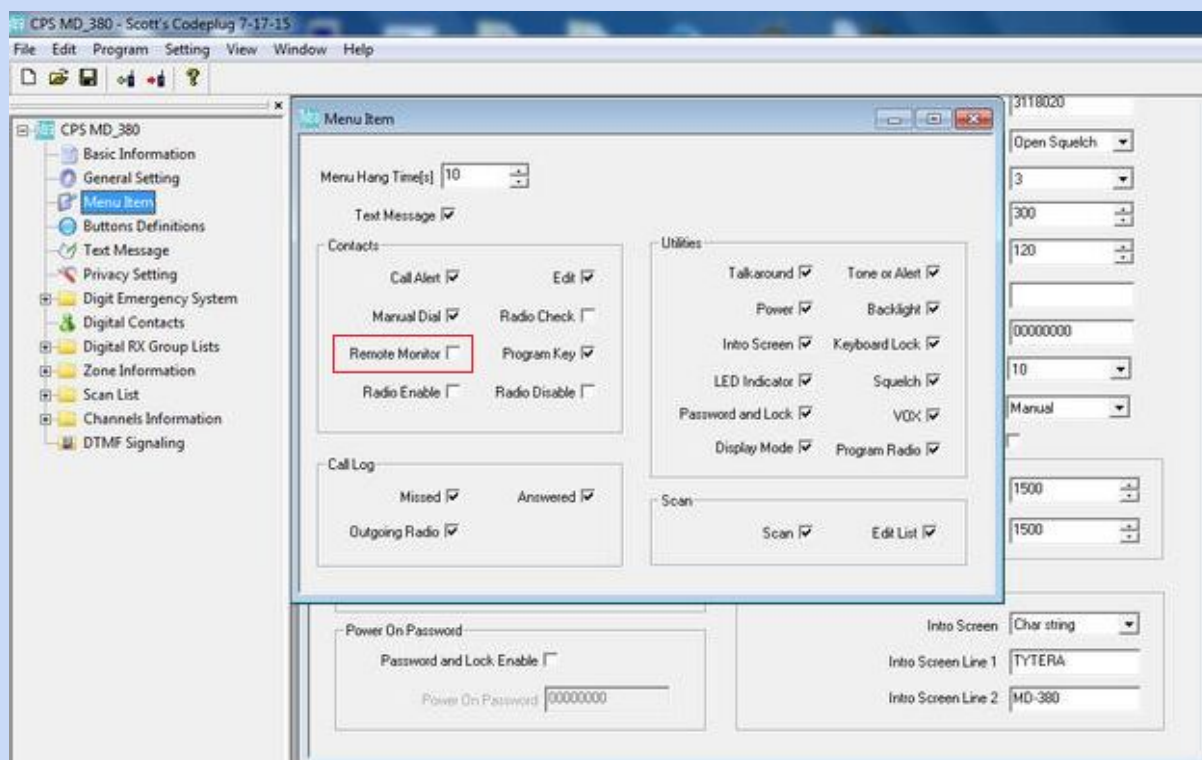 CPS MD_380 - Scott's Codeplug 7-17-15
File Edit Program Setting View Window Help
CPS MD_380
Basic Information
General Setting
Menu Item
Buttons Definitions
Text Message
Privacy Setting
Digit Emergency System
Digital Contacts
Digital RX Group Lists
Zone Information
Scan List
Channels Information
DTMF Signaling
Menu Item
Menu Hang Time[s] 10
Text Message
Contacts
Call Alert Edit
Manual Dial Radio Check
Remote Monitor Program Key
Radio Enable Radio Disable
Call Log
Missed Answered
Outgoing Radio
Utilities
Talkaround Tone or Alert
Power Backlight
Intro Screen Keyboard Lock
LED Indicator Squelch
Password and Lock VOX
Display Mode Program Radio
Scan
Scan Edit List
3118020
Open Squelch
3
300
120
00000000
10
Manual
1500
1500
Power On Password
Password and Lock Enable
Power On Password 00000000
Intro Screen Char string
Intro Screen Line 1 TYTERA
Intro Screen Line 2 MD-380